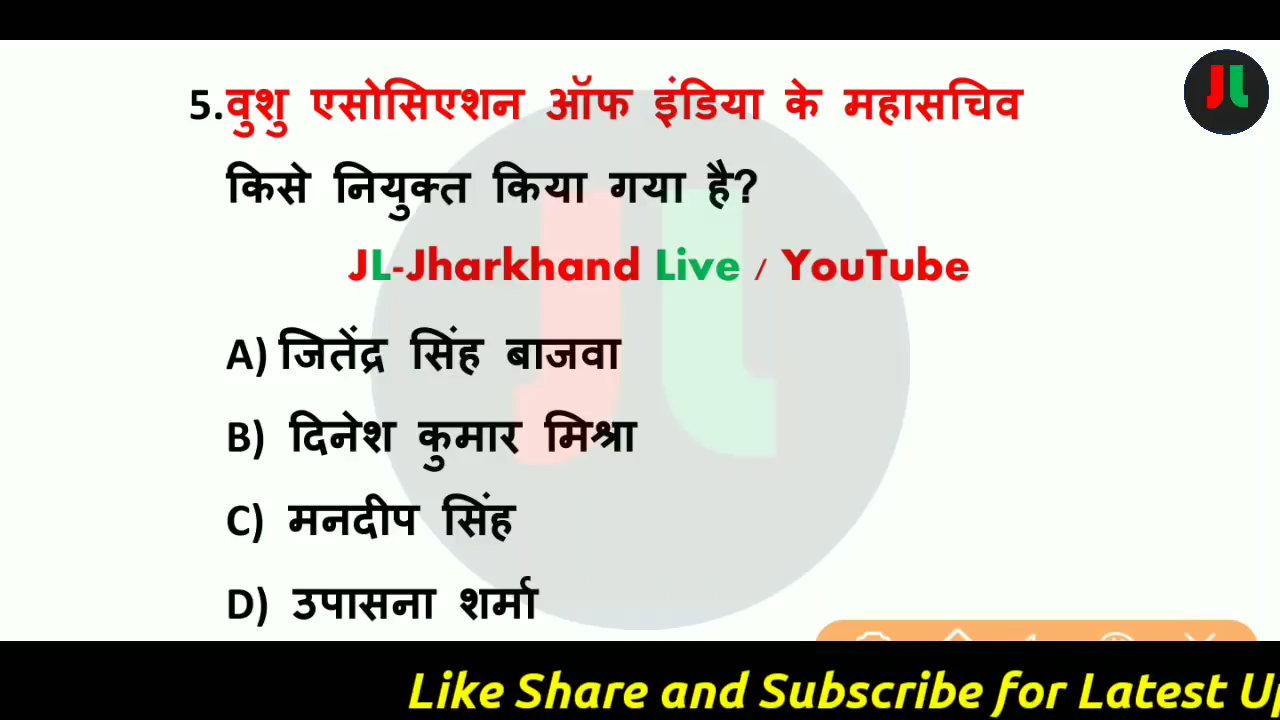 JL
5.वुशु एसोसिएशन ऑफ इंडिया के महासचिव
किसे नियुक्त किया गया है?
JL-Jharkhand Live / YouTube
A) जितेंद्र सिंह बाजवा
B) दिनेश कुमार मिश्रा
C) मनदीप सिंह
D) उपासना शर्मा
Like Share and Subscribe for Latest